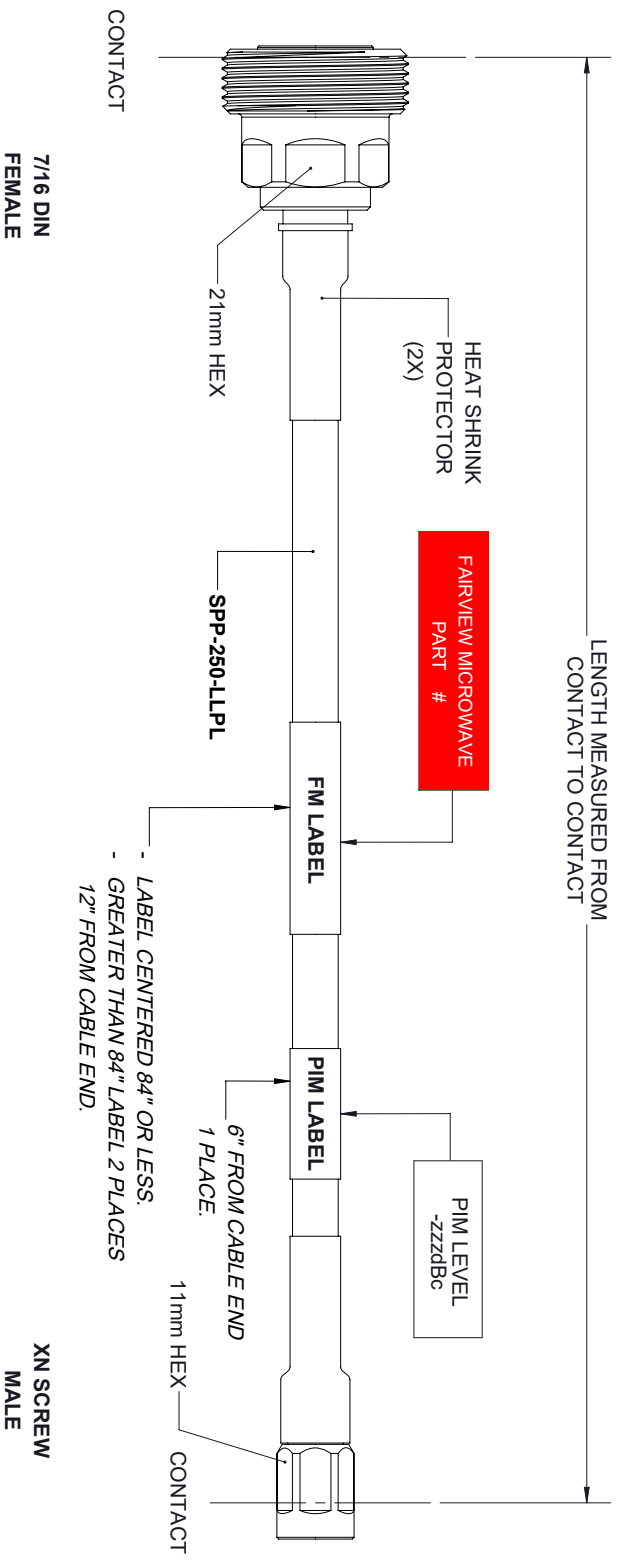 LENGTH MEASURED FROM
CONTACT TO CONTACT
FAIRVIEW MICROWAVE
PART #
PIM LEVEL
-zzzdBc
HEAT SHRINK
PROTECTOR
(2X)
FM LABEL
PIM LABEL
SPP-250-LLPL
21mm HEX
6" FROM CABLE END
1 PLACE.
11mm HEX
- LABEL CENTERED 84" OR LESS.
- GREATER THAN 84" LABEL 2 PLACES
12" FROM CABLE END.
CONTACT
CONTACT
7/16 DIN
FEMALE
XN SCREW
MALE